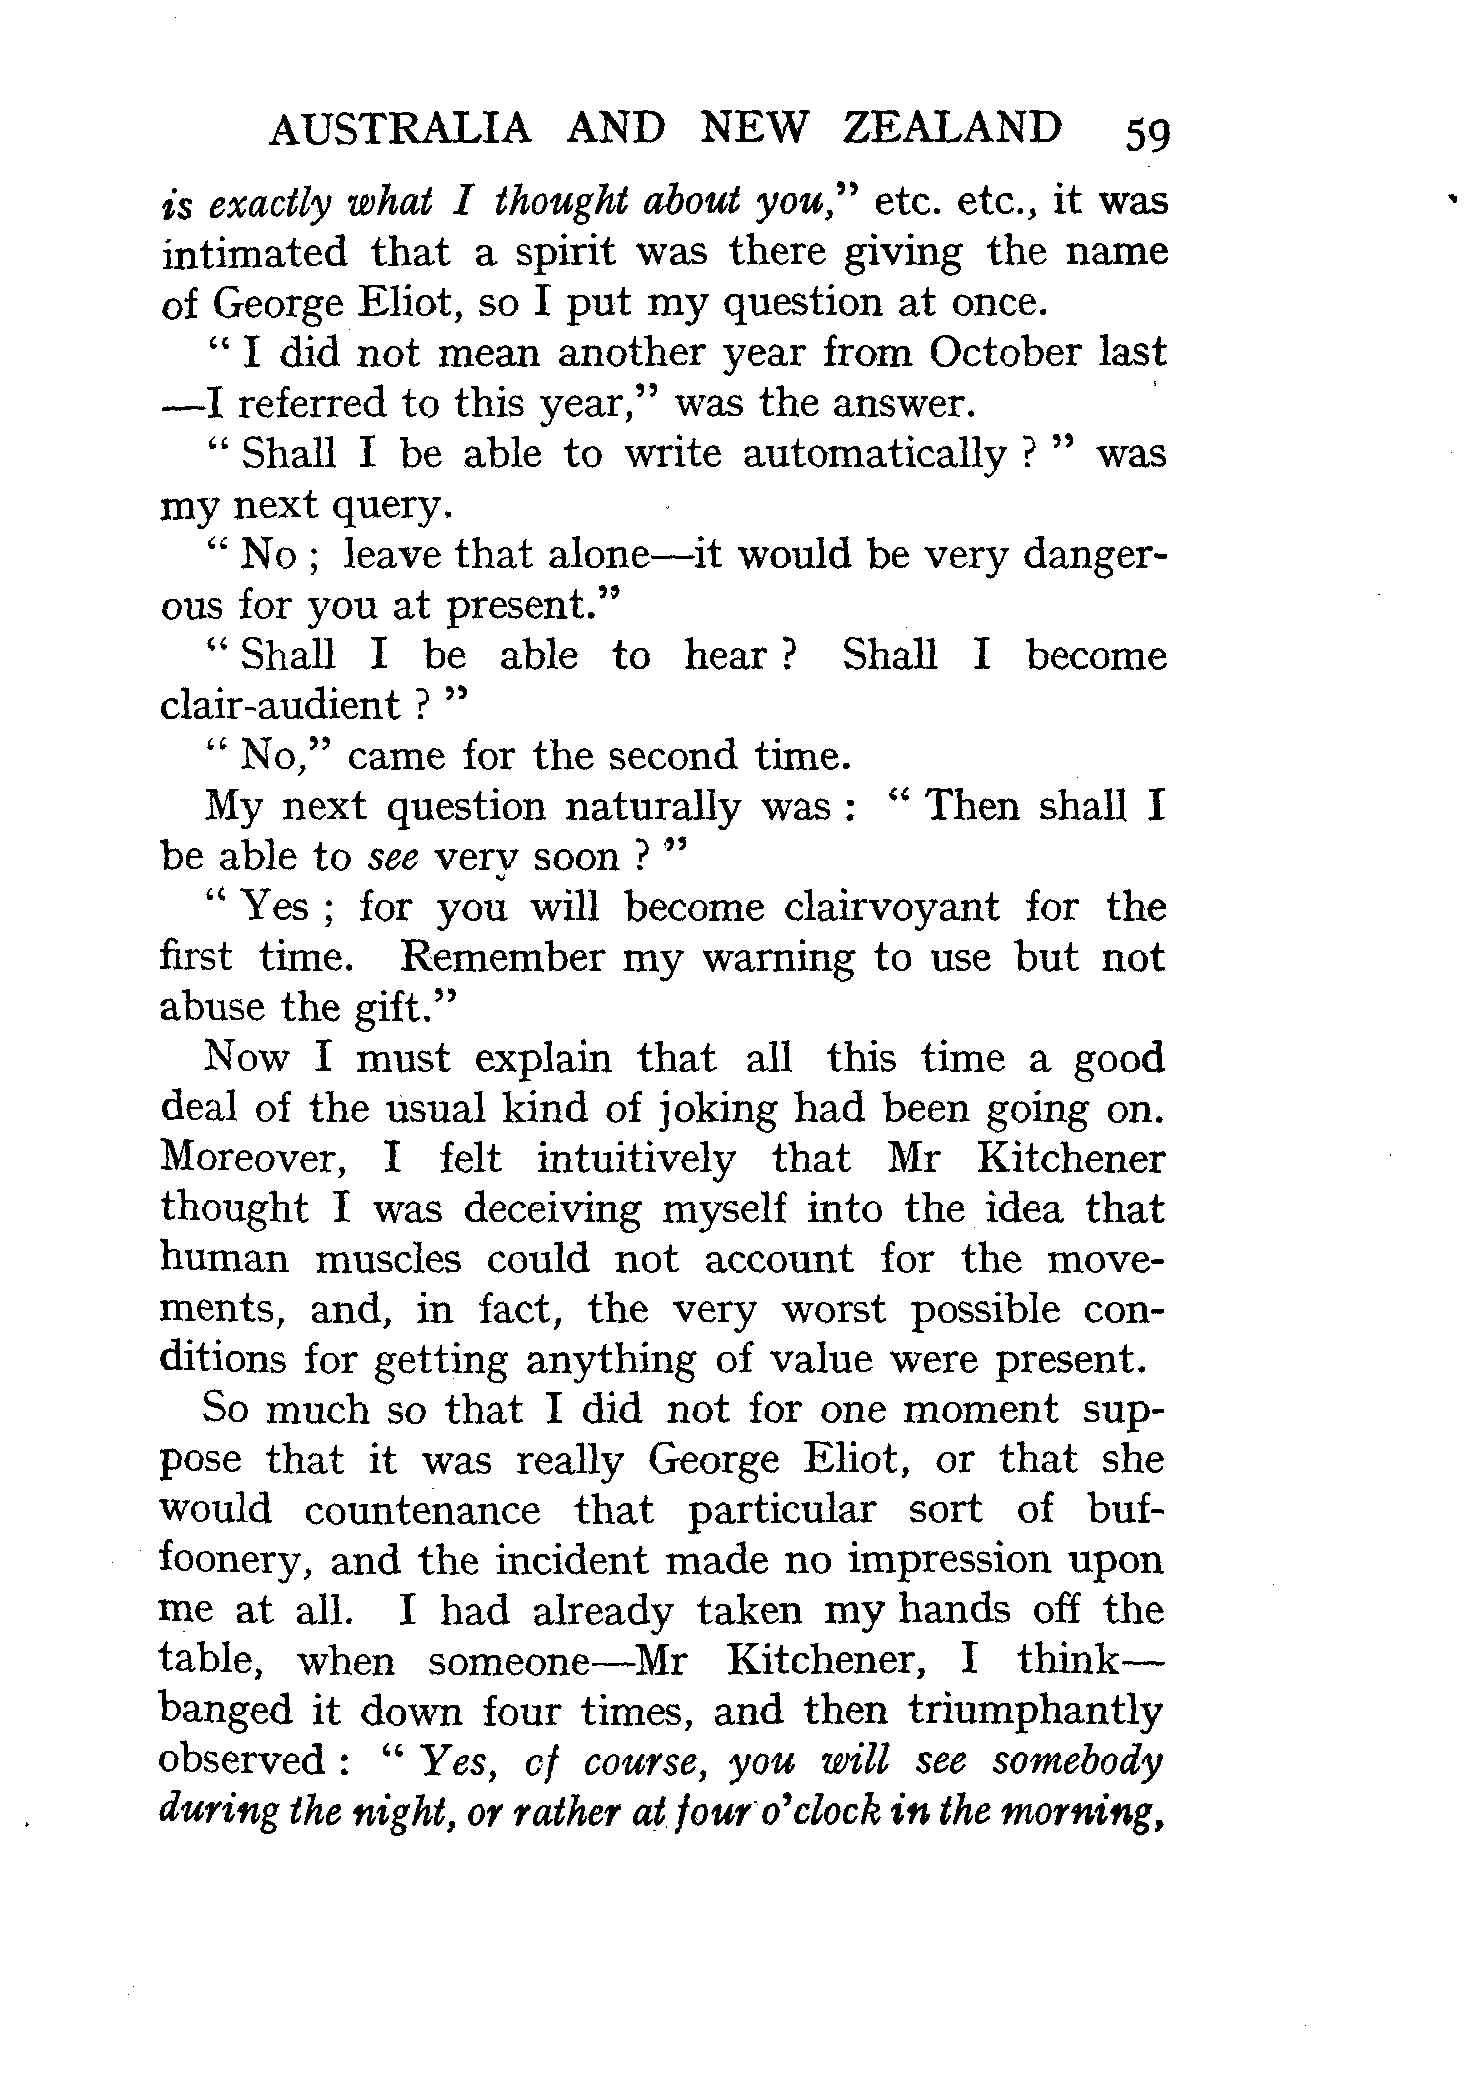 AUSTRALIA AND NEW ZEALAND 59
is exactly what I thought about you," etc. etc., it was
intimated that a spirit was there giving the name
of George Eliot, so I put my question at once.
" I did not mean another year from October last
—I referred to this year," was the answer.
" Shall I be able to write automatically ? " was
my next query.
" No ; leave that alone—it would be very danger-
ous for you at present."
" Shall I be able to hear ? Shall I become
clair-audient ? "
" No," came for the second time.
My next question naturally was : " Then shall I
be able to see very soon ? "
" Yes ; for you will become clairvoyant for the
first time. Remember my warning to use but not
abuse the gift."
Now I must explain that all this time a good
deal of the usual kind of joking had been going on.
Moreover, I felt intuitively that Mr Kitchener
thought I was deceiving myself into the idea that
human muscles could not account for the move-
ments, and, in fact, the very worst possible con-
ditions for getting anything of value were present.
So much so that I did not for one moment sup-
pose that it was really George Eliot, or that she
would countenance that particular sort of buf-
foonery, and the incident made no impression upon
me at all. I had already taken my hands off the
table, when someone—Mr Kitchener, I think—
banged it down four times, and then triumphantly
observed : " Yes, of course, you will see somebody
during the night, or rather at four o'clock in the morning,